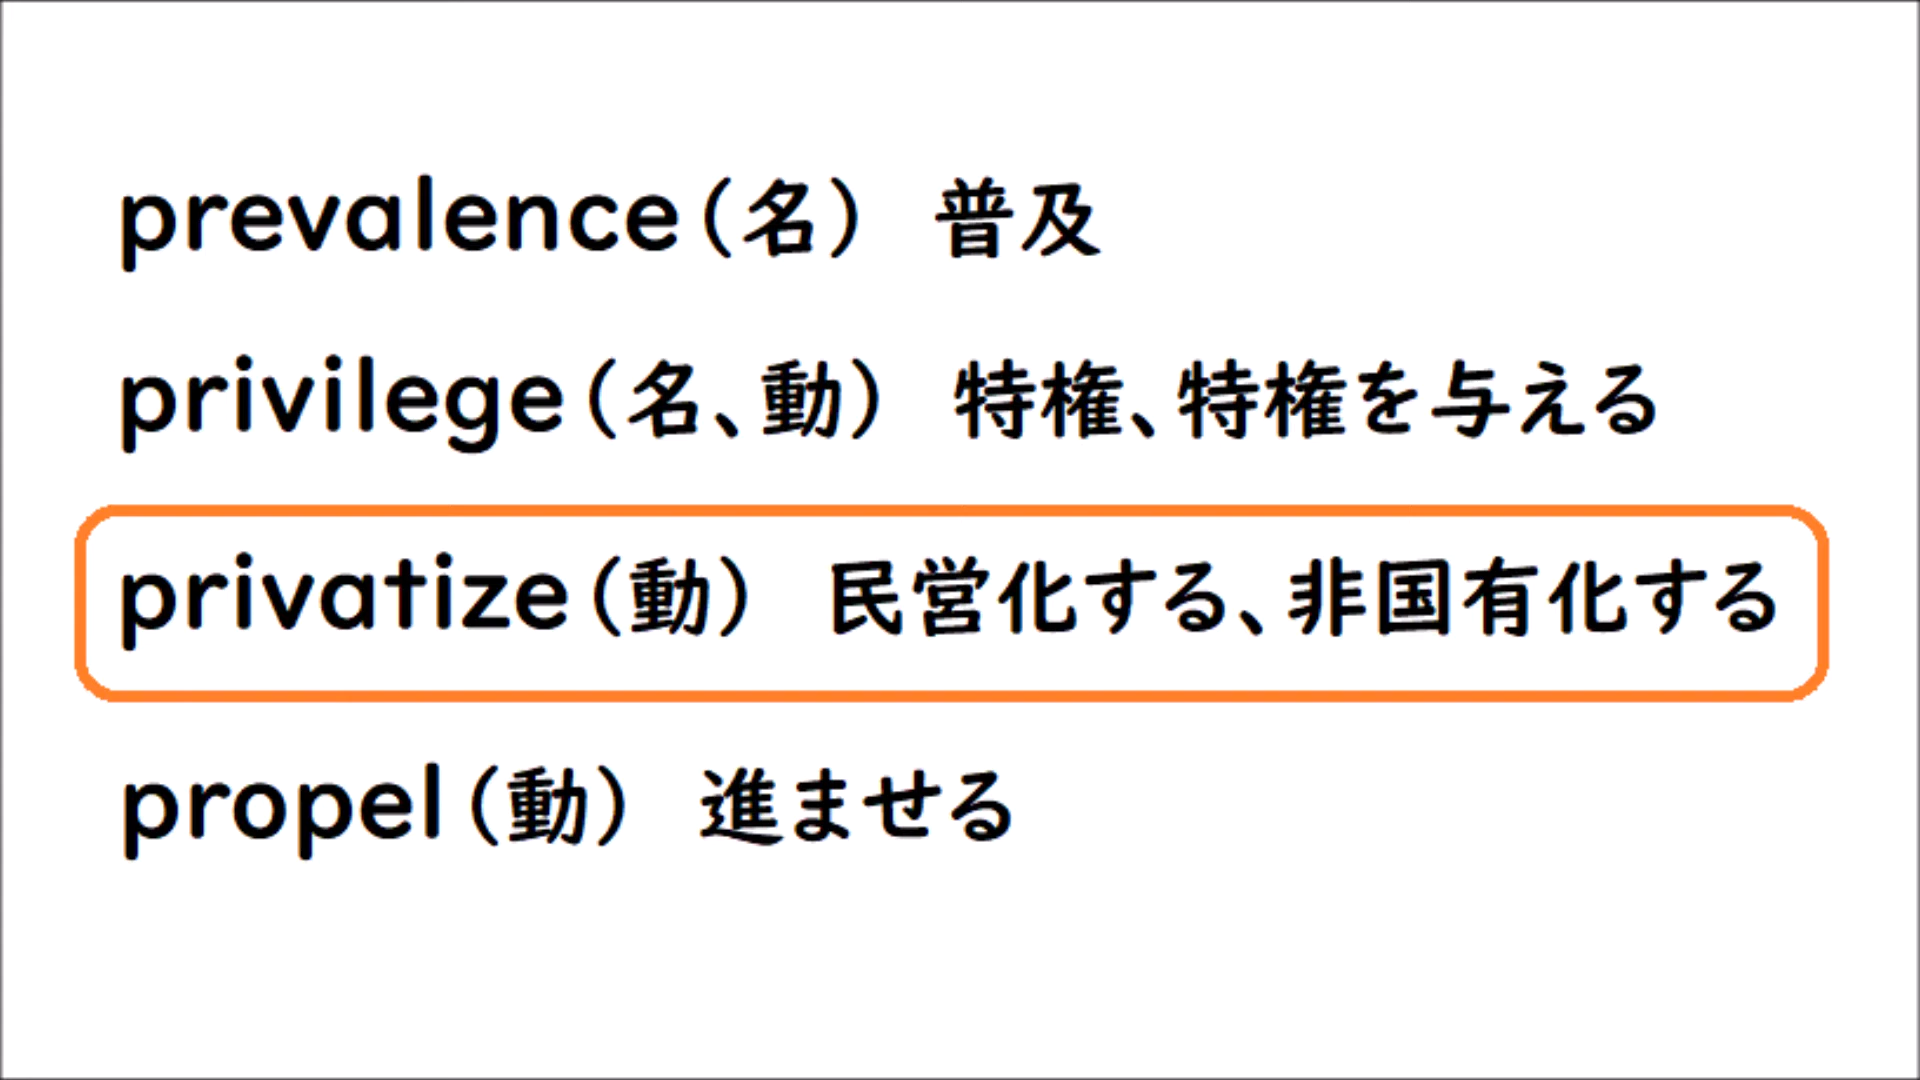 prevalence（名） 普及
privilege（名、動） 特権、特権を与える
privatize（動） 民営化する、非国有化する
propel（動） 進ませる